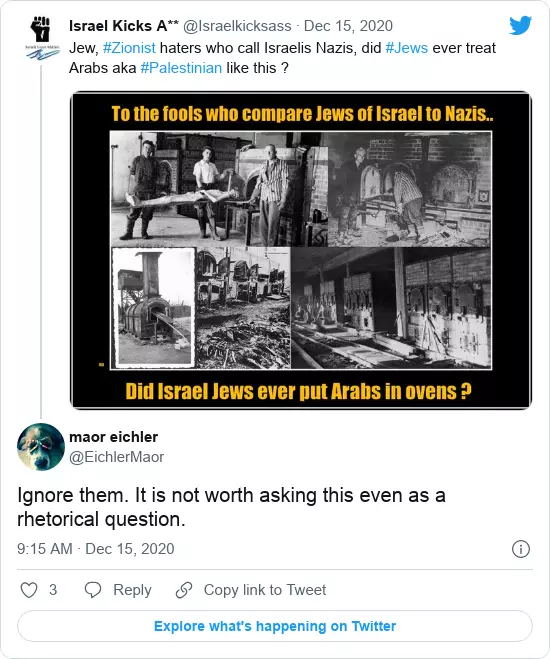 Israel Kicks A** @Israelkicksass · Dec 15, 2020
Jew, #Zionist haters who call Israelis Nazis, did #Jews ever treat
Arabs aka #Palestinian like this ?
To the fools who compare Jews of Israel to Nazis..
Did Israel Jews ever put Arabs in ovens ?
maor eichler
@EichlerMaor
Ignore them. It is not worth asking this even as a
rhetorical question.
9:15 AM · Dec 15, 2020
3 Reply Copy link to Tweet
Explore what's happening on Twitter